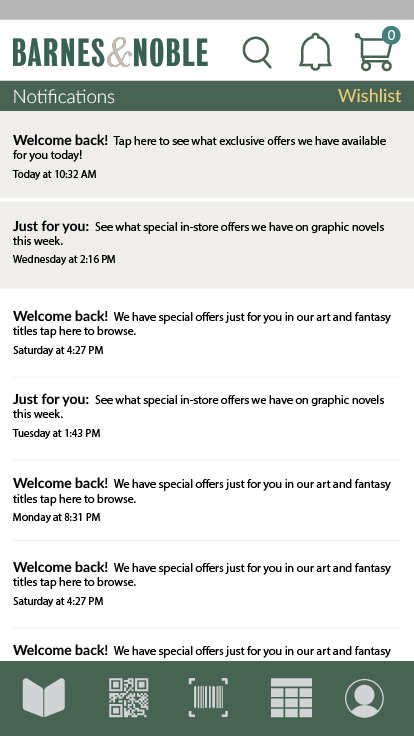 BARNES&NOBLE
0
Notifications
Wishlist
Welcome back! Tap here to see what exclusive offers we have available
for you today!
Today at 10:32 AM
Just for you: See what special in-store offers we have on graphic novels
this week.
Wednesday at 2:16 PM
Welcome back! We have special offers just for you in our art and fantasy
titles tap here to browse.
Saturday at 4:27 PM
Just for you: See what special in-store offers we have on graphic novels
this week.
Tuesday at 1:43 PM
Welcome back! We have special offers just for you in our art and fantasy
titles tap here to browse.
Monday at 8:31 PM
Welcome back! We have special offers just for you in our art and fantasy
titles tap here to browse.
Saturday at 4:27 PM
Welcome back! We have special offers just for you in our art and fantasy